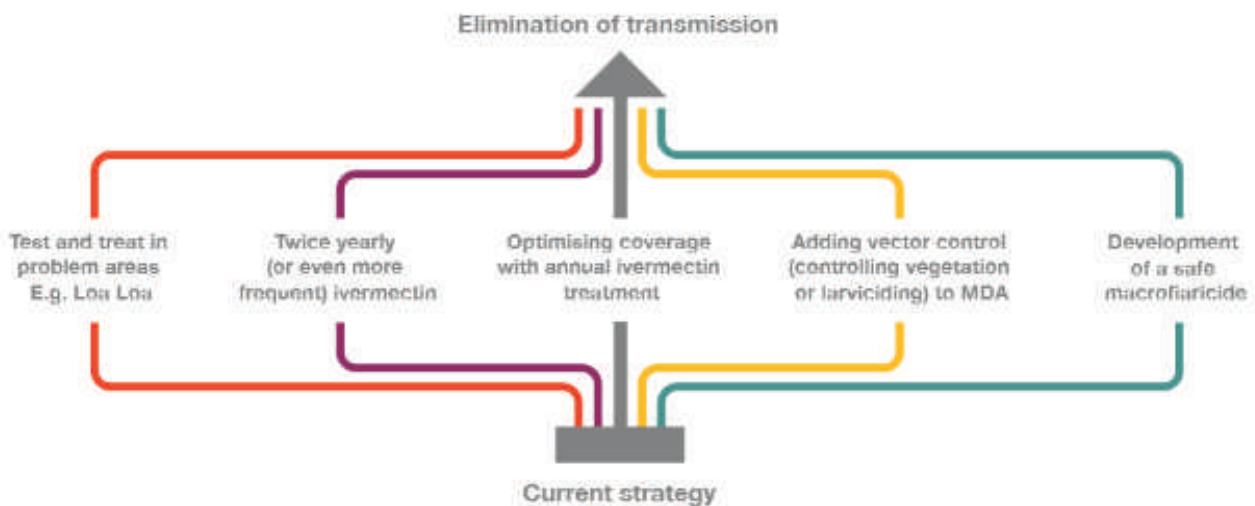 Elimination of transmission
Test and treat in
problem areas
E.g. Loa Loa
Twice yearly
(or even more
frequent) ivermectin
Optimising coverage
with annual ivermectin
treatment
Adding vector control
(controlling vegetation
or larviciding) to MDA
Development
of a safe
macrofilaricide
Current strategy